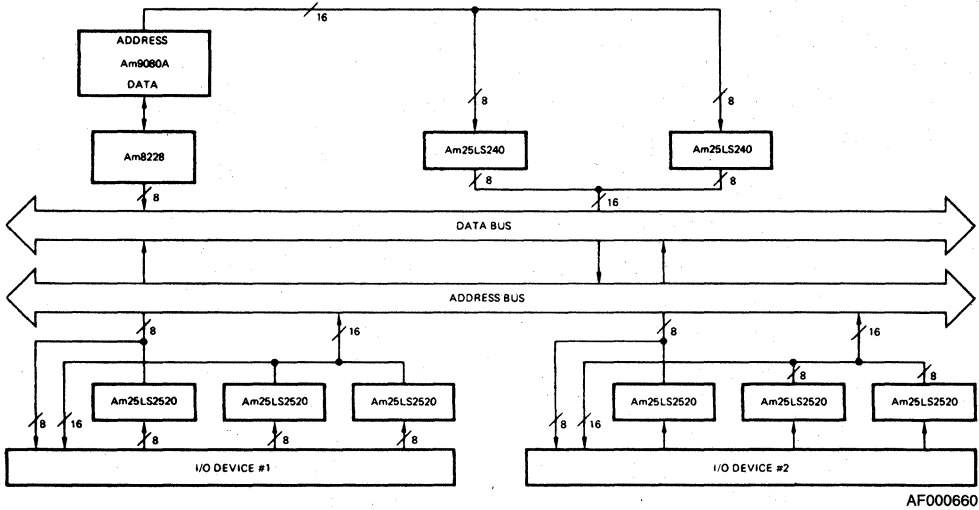 16
ADDRESS
Am9080A
DATA
8
8
Am8228
Am25LS240
Am25LS240
8
8
8
16
DATA BUS
ADDRESS BUS
8
16
8
16
Am25LS2520
Am25LS2520
Am25LS2520
Am25LS2520
8
Am25LS2520
8
Am25LS2520
8
16
8
8
8
8
16
I/O DEVICE #1
I/O DEVICE #2
AF000660